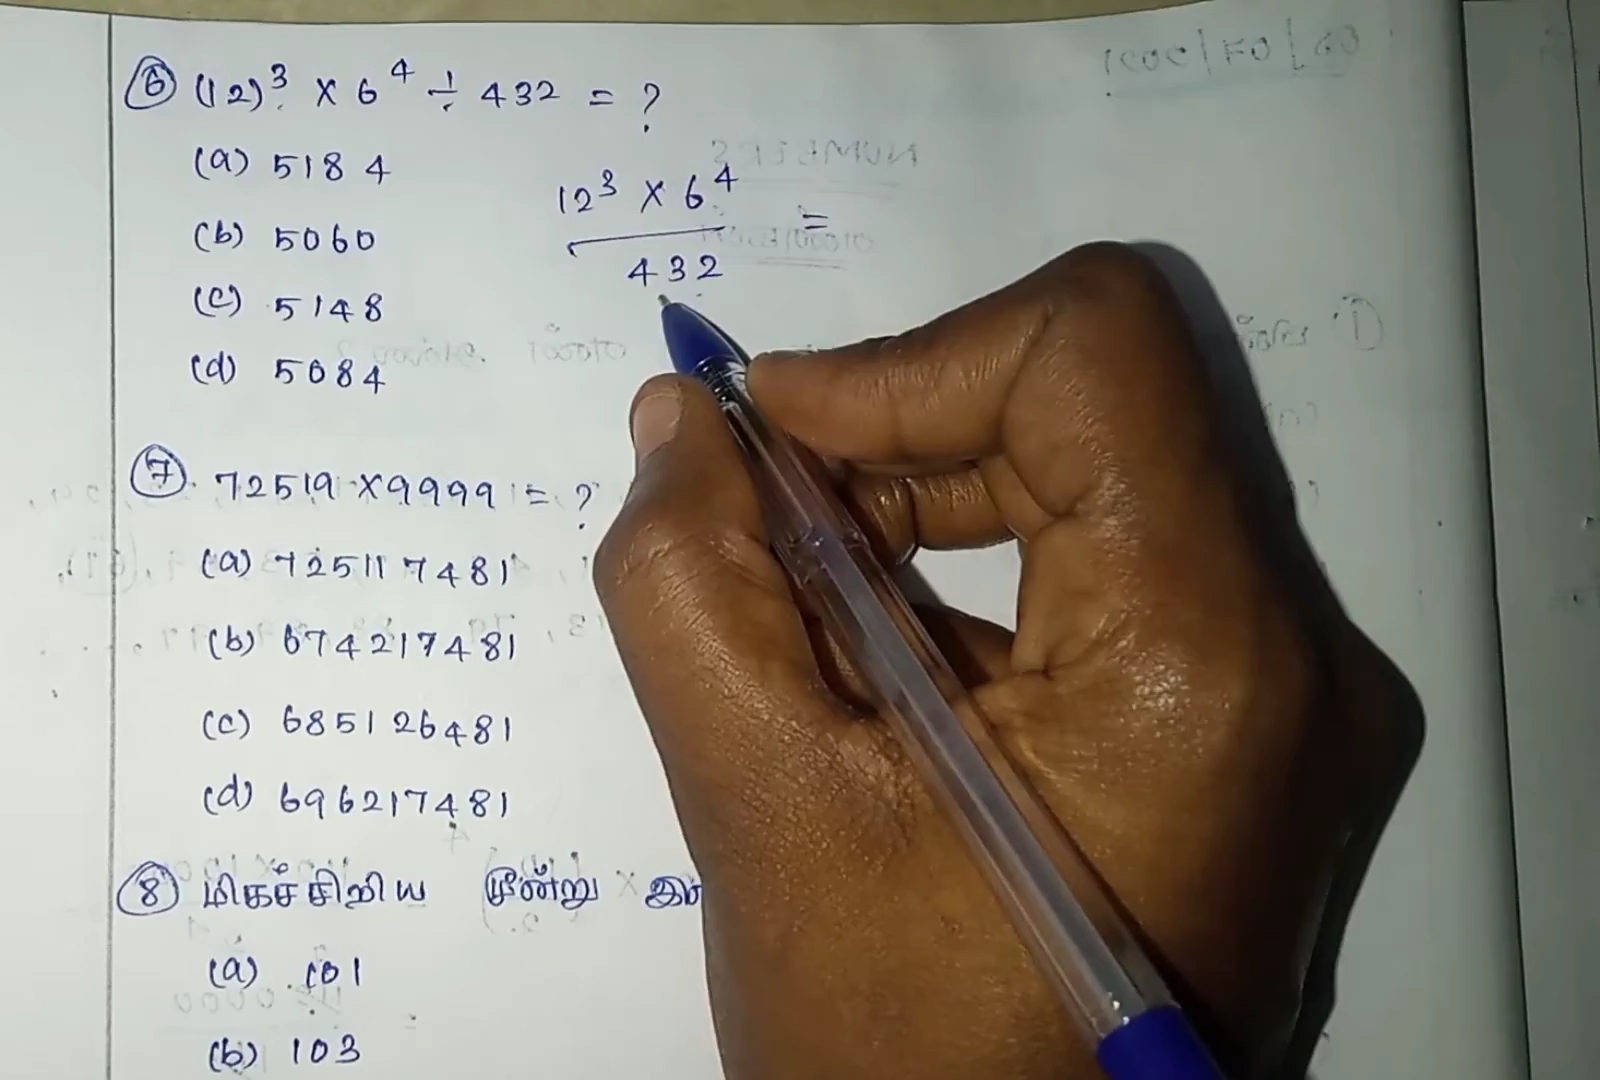 6 (12)³ × 6⁴ ÷ 432 = ?
(a) 5184
12³ × 6⁴
=
432
(b) 5060
(c) 5148
(d) 5084
7. 72519 × 9999 = ?
(a) 725117481
(b) 674217481
(c) 685126481
(d) 696217481
8 மிகச்சிறிய மூன்று
(a) 101
(b) 103